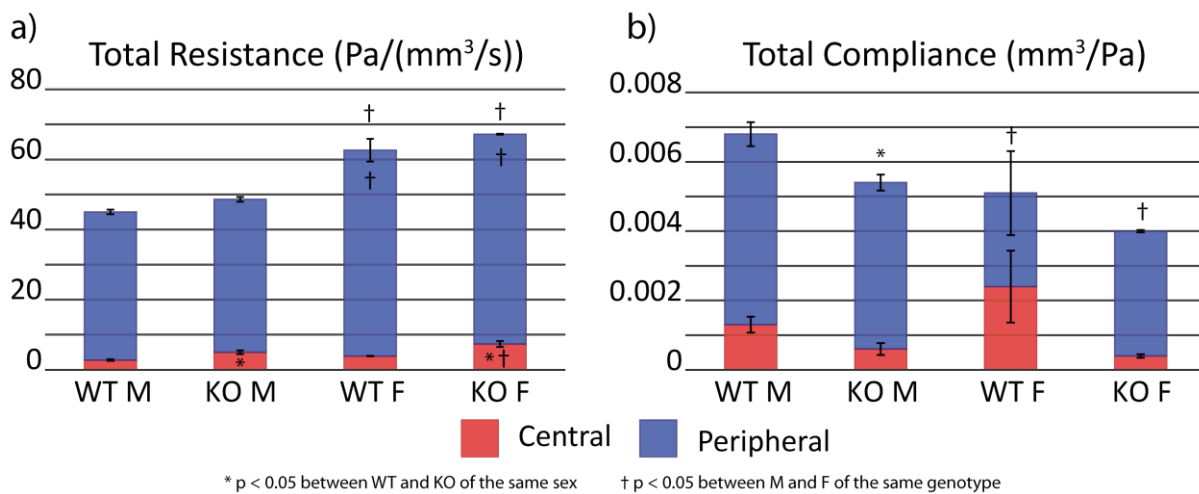 a)
Total Resistance (Pa/(mm³/s))
80
60
40
20
0
†
†
†
†
*
*†
WT M KO M WT F KO F
b)
Total Compliance (mm³/Pa)
0.008
0.006
0.004
0.002
0
*
†
†
WT M KO M WT F KO F
Central Peripheral
* p < 0.05 between WT and KO of the same sex † p < 0.05 between M and F of the same genotype